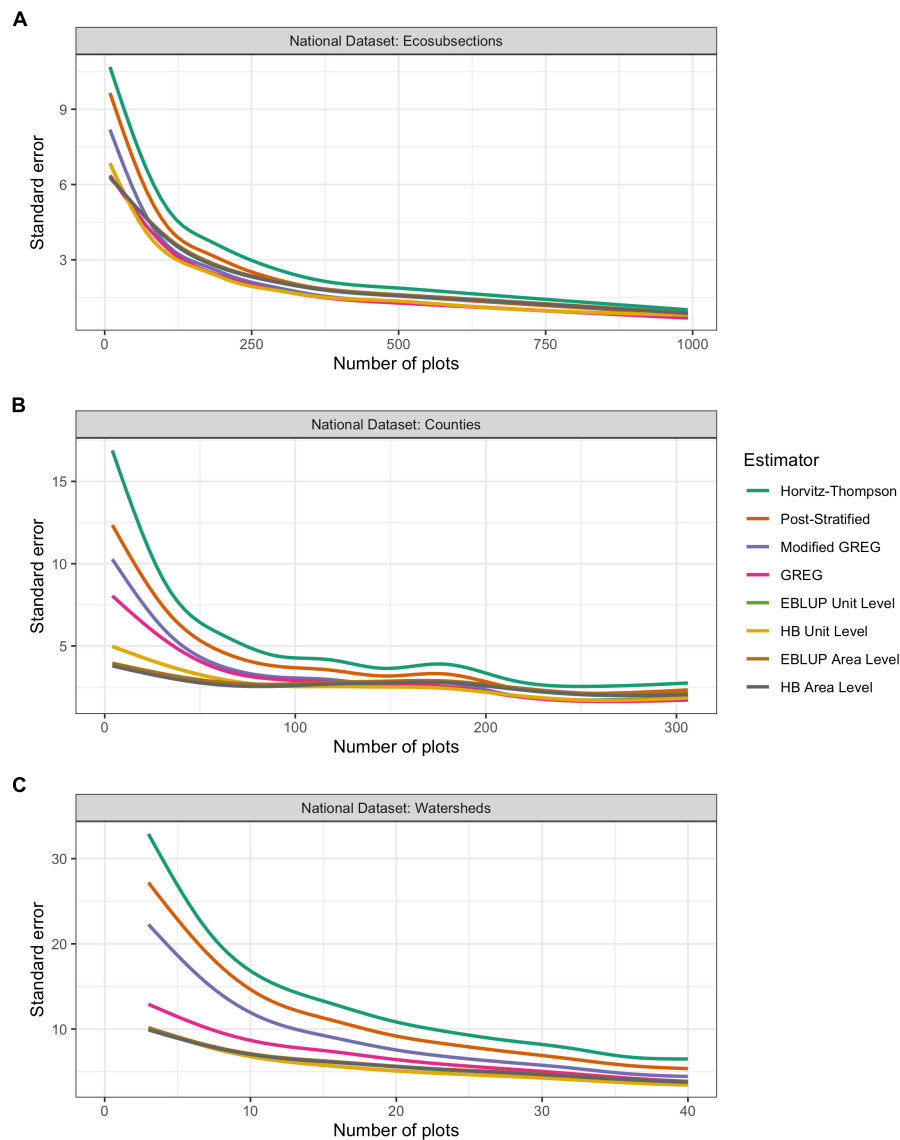 A
National Dataset: Ecosubsections
Standard error
9
6
3
0
250
500
750
1000
Number of plots
B
National Dataset: Counties
Standard error
15
10
5
0
100
200
300
Number of plots
Estimator
Horvitz-Thompson
Post-Stratified
Modified GREG
GREG
EBLUP Unit Level
HB Unit Level
EBLUP Area Level
HB Area Level
C
National Dataset: Watersheds
Standard error
30
20
10
0
10
20
30
40
Number of plots